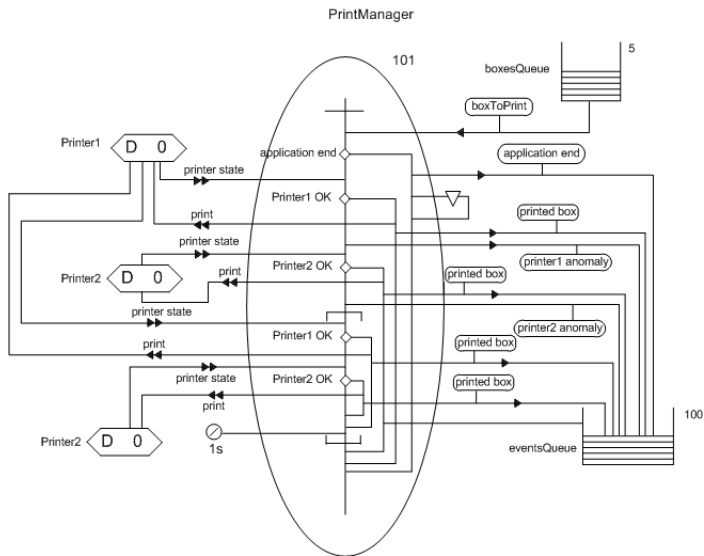 PrintManager
101
5
boxesQueue
boxToPrint
Printer1
D 0
application end
application end
printer state
Printer1 OK
print
printed box
printer state
printer1 anomaly
Printer2
D 0
Printer2 OK
printed box
print
printer state
printer2 anomaly
Printer1 OK
print
printed box
printer state
Printer2 OK
printed box
print
Printer2
D 0
1s
100
eventsQueue